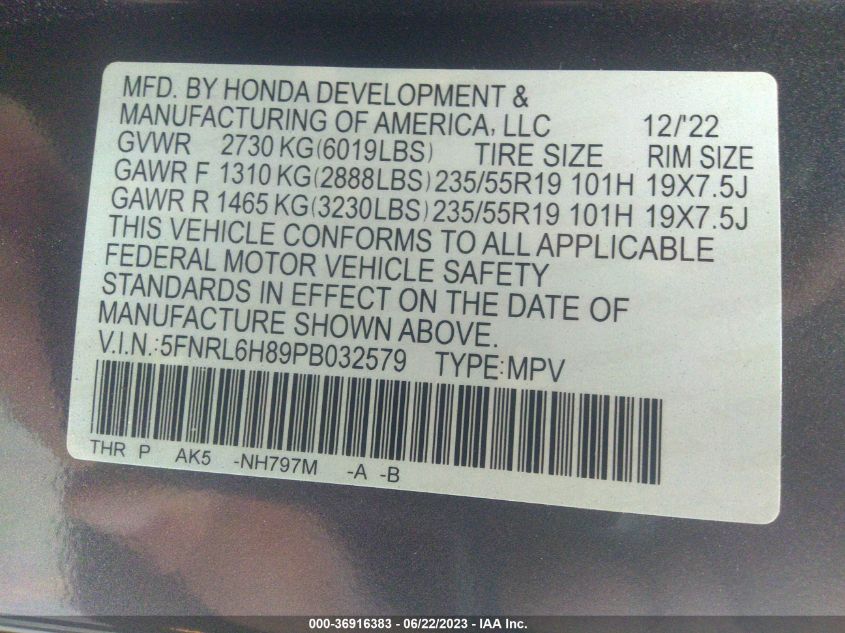 MFD. BY HONDA DEVELOPMENT &
MANUFACTURING OF AMERICA, LLC 12/'22
GVWR 2730 KG(6019LBS) TIRE SIZE RIM SIZE
GAWR F 1310 KG(2888LBS) 235/55R19 101H 19X7.5J
GAWR R 1465 KG(3230LBS) 235/55R19 101H 19X7.5J
THIS VEHICLE CONFORMS TO ALL APPLICABLE
FEDERAL MOTOR VEHICLE SAFETY
STANDARDS IN EFFECT ON THE DATE OF
MANUFACTURE SHOWN ABOVE.
V.I.N.:5FNRL6H89PB032579 TYPE:MPV
THR P AK5 -NH797M -A -B
000-36916383 - 06/22/2023 - IAA Inc.